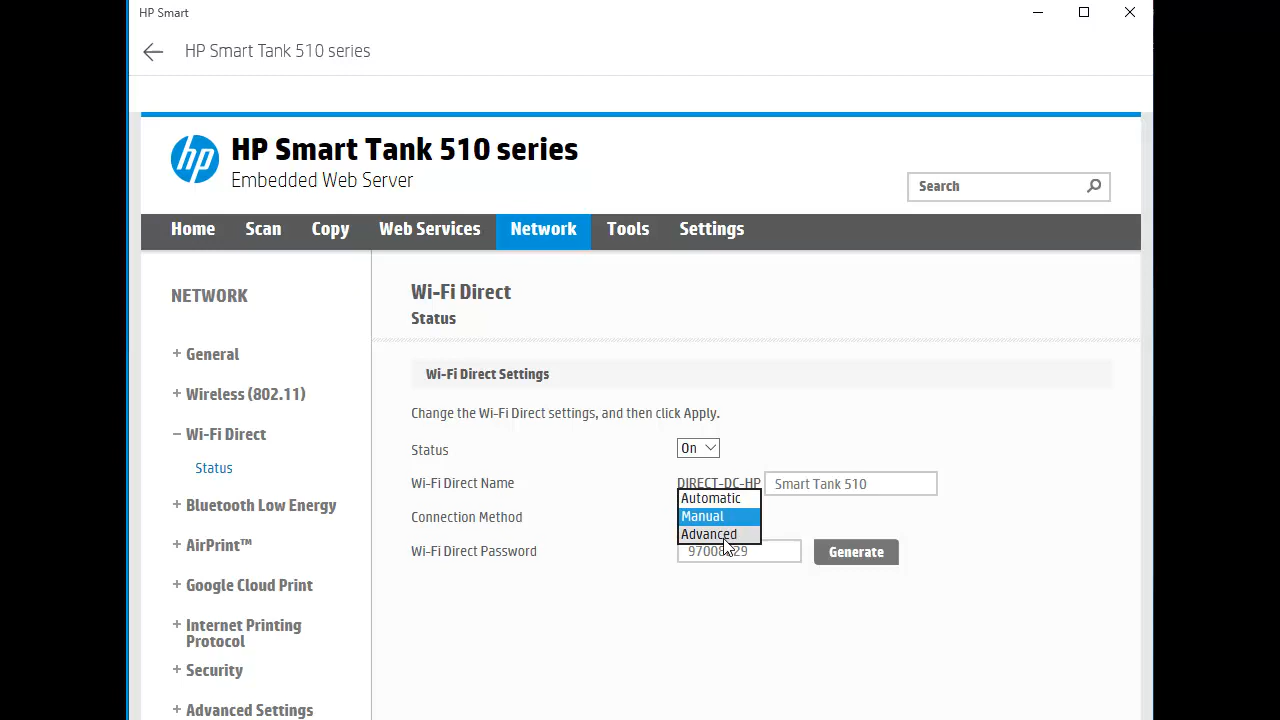 HP Smart
HP Smart Tank 510 series
hp
HP Smart Tank 510 series
Embedded Web Server
Search
Home Scan Copy Web Services Network Tools Settings
NETWORK
+ General
+ Wireless (802.11)
− Wi-Fi Direct
Status
+ Bluetooth Low Energy
+ AirPrint™
+ Google Cloud Print
+ Internet Printing
Protocol
+ Security
+ Advanced Settings
Wi-Fi Direct
Status
Wi-Fi Direct Settings
Change the Wi-Fi Direct settings, and then click Apply.
Status On
Wi-Fi Direct Name DIRECT-DC-HP Smart Tank 510
Automatic
Connection Method Manual
Advanced
Wi-Fi Direct Password Generate